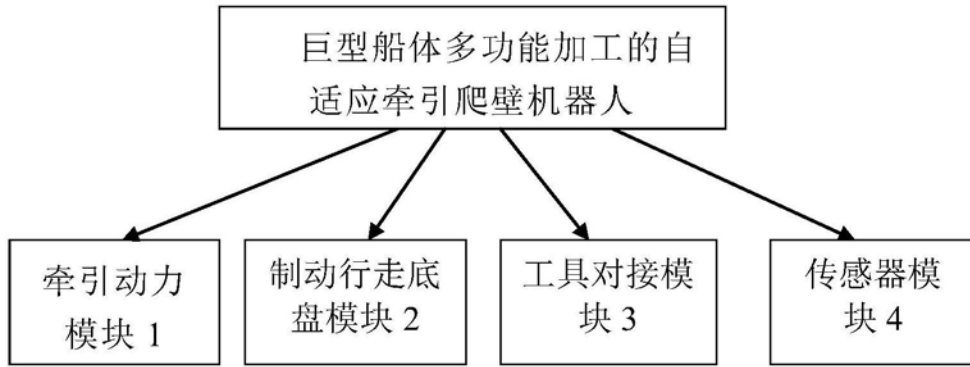 巨型船体多功能加工的自
适应牵引爬壁机器人
牵引动力
模块 1
制动行走底
盘模块 2
工具对接模
块 3
传感器模
块 4